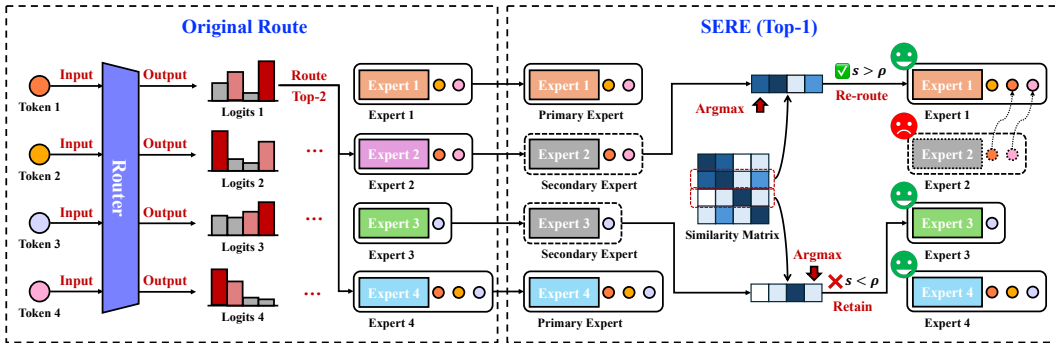 Original Route
SERE (Top-1)
Input
Output
Token 1
Logits 1
Route
Top-2
Expert 1
Expert 1
Expert 1
Primary Expert
Argmax
✅ s > ρ
Re-route
Expert 1
Expert 1
Input
Output
Token 2
Logits 2
...
Expert 2
Expert 2
Expert 2
Secondary Expert
Expert 2
Expert 2
Router
Input
Output
Token 3
Logits 3
...
Expert 3
Expert 3
Expert 3
Secondary Expert
Similarity Matrix
Expert 3
Expert 3
Input
Output
Token 4
Logits 4
...
Expert 4
Expert 4
Expert 4
Primary Expert
Argmax
❌ s < ρ
Retain
Expert 4
Expert 4